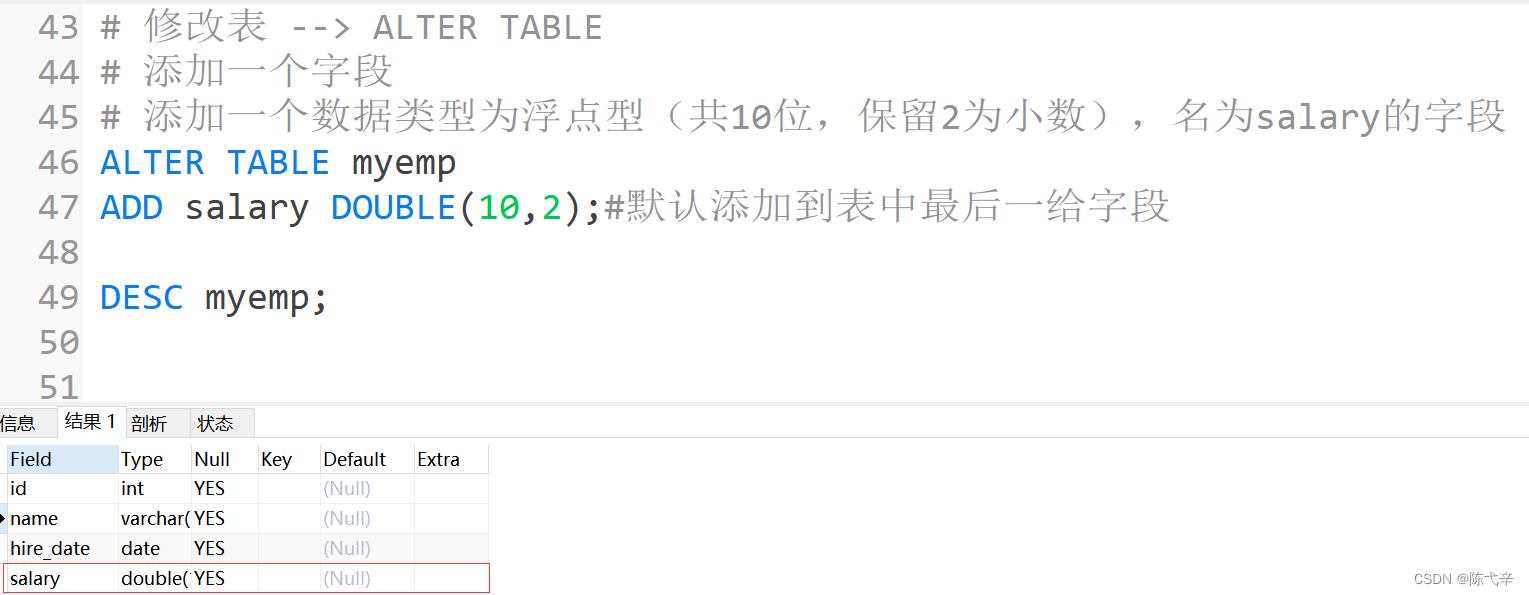 43 # 修改表 --> ALTER TABLE
44 # 添加一个字段
45 # 添加一个数据类型为浮点型（共10位，保留2为小数），名为salary的字段
46 ALTER TABLE myemp
47 ADD salary DOUBLE(10,2);#默认添加到表中最后一给字段
48
49 DESC myemp;
50
51
信息 结果 1 剖析 状态
Field Type Null Key Default Extra
id int YES (Null)
name varchar( YES (Null)
hire_date date YES (Null)
salary double( YES (Null)
CSDN @陈弋辛